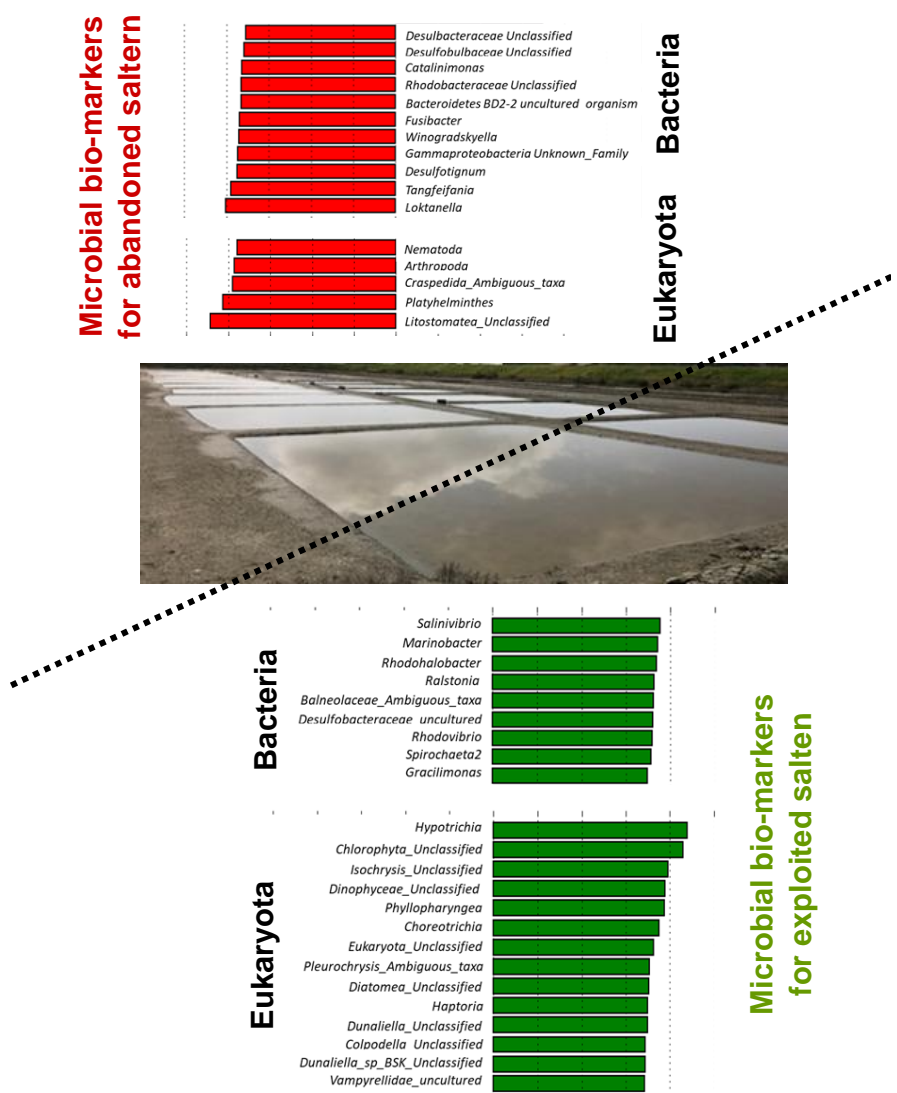 Microbial bio-markers
for abandoned saltern
Desulbacteraceae Unclassified
Desulfobulbaceae Unclassified
Catalinimonas
Rhodobacteraceae Unclassified
Bacteroidetes BD2-2 uncultured organism
Fusibacter
Winogradskyella
Gammaproteobacteria Unknown_Family
Desulfotignum
Tangfeifania
Loktanella
Bacteria
Nematoda
Arthropoda
Craspedida_Ambiguous_taxa
Platyhelminthes
Litostomatea_Unclassified
Eukaryota
Bacteria
Salinivibrio
Marinobacter
Rhodohalobacter
Ralstonia
Balneolaceae_Ambiguous_taxa
Desulfobacteraceae uncultured
Rhodovibrio
Spirochaeta2
Gracilimonas
Eukaryota
Hypotrichia
Chlorophyta_Unclassified
Isochrysis_Unclassified
Dinophyceae_Unclassified
Phyllopharyngea
Choreotrichia
Eukaryota_Unclassified
Pleurochrysis_Ambiguous_taxa
Diatomea_Unclassified
Haptoria
Dunaliella_Unclassified
Colpodella_Unclassified
Dunaliella_sp_BSK_Unclassified
Vampyrellidae_uncultured
Microbial bio-markers
for exploited salten